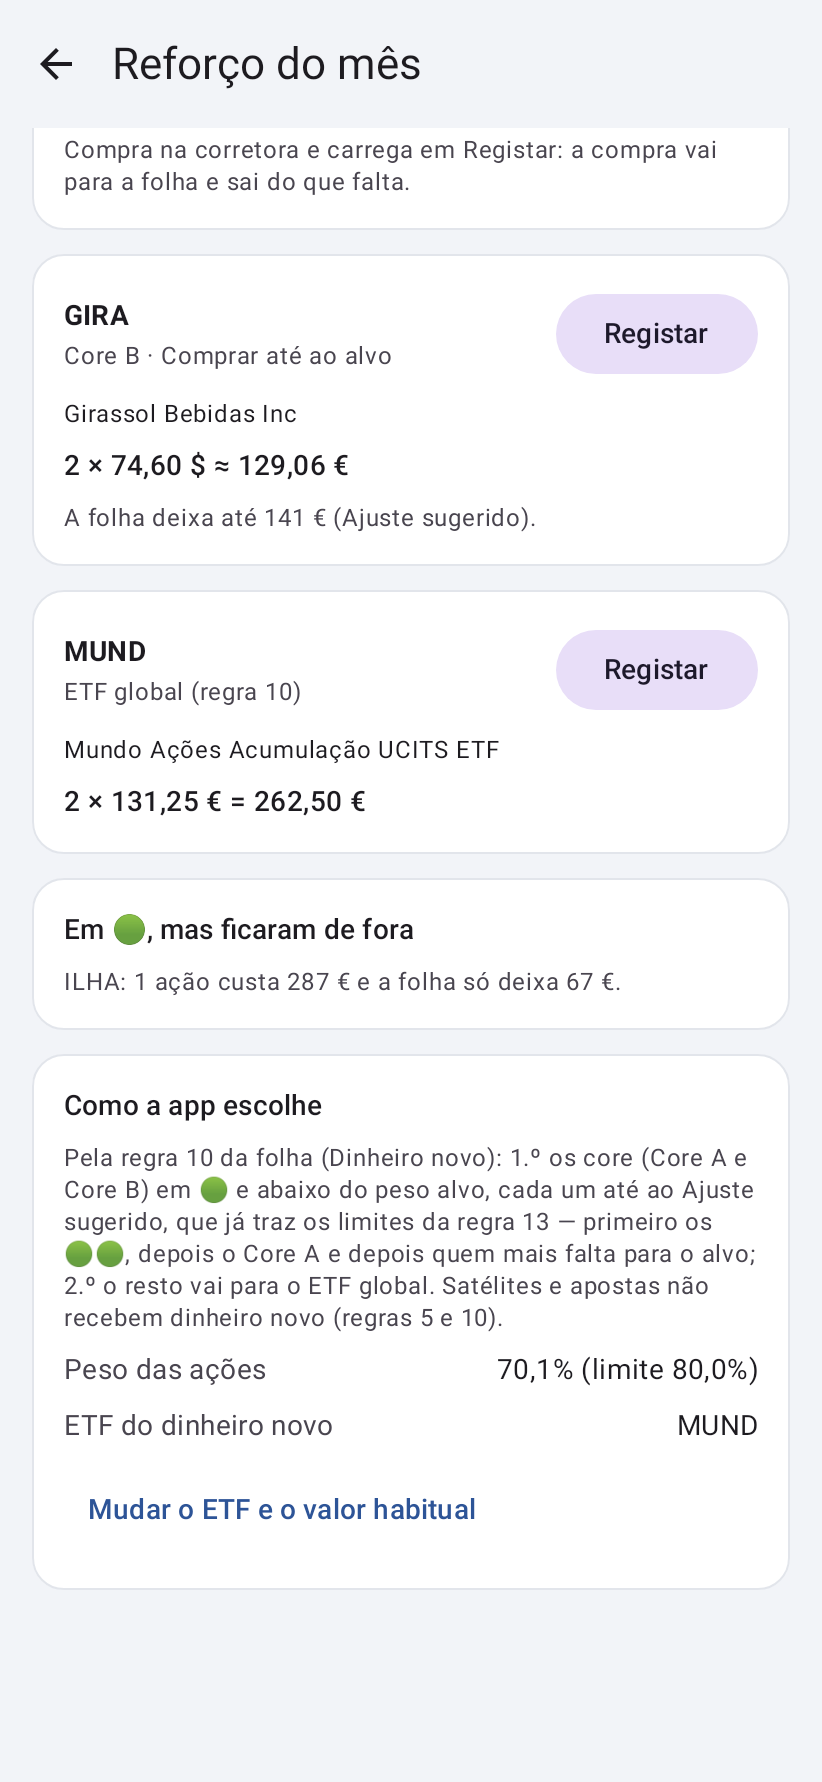 Reforço do mês
Compra na corretora e carrega em Registar: a compra vai
para a folha e sai do que falta.
GIRA
Registar
Core B · Comprar até ao alvo
Girassol Bebidas Inc
2 × 74,60 $ ≈ 129,06 €
A folha deixa até 141 € (Ajuste sugerido).
MUND
Registar
ETF global (regra 10)
Mundo Ações Acumulação UCITS ETF
2 × 131,25 € = 262,50 €
Em 🟢, mas ficaram de fora
ILHA: 1 ação custa 287 € e a folha só deixa 67 €.
Como a app escolhe
Pela regra 10 da folha (Dinheiro novo): 1.º os core (Core A e
Core B) em 🟢 e abaixo do peso alvo, cada um até ao Ajuste
sugerido, que já traz os limites da regra 13 — primeiro os
🟢🟢, depois o Core A e depois quem mais falta para o alvo;
2.º o resto vai para o ETF global. Satélites e apostas não
recebem dinheiro novo (regras 5 e 10).
Peso das ações 70,1% (limite 80,0%)
ETF do dinheiro novo MUND
Mudar o ETF e o valor habitual